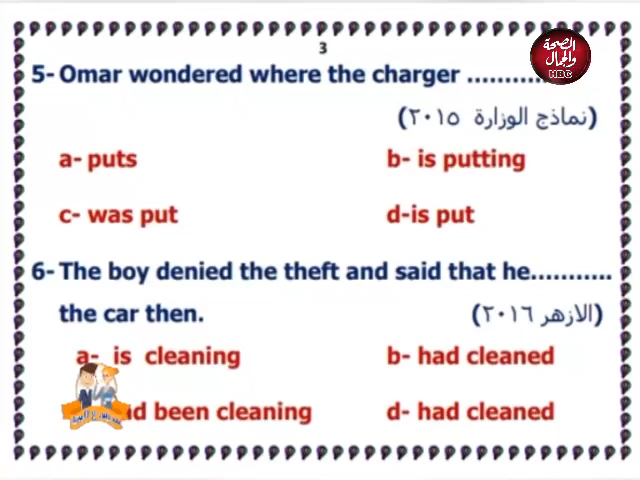 3
5- Omar wondered where the charger ...........
(نماذج الوزارة ٢٠١٥)
a- puts
b- is putting
c- was put
d-is put
6- The boy denied the theft and said that he...........
the car then.
(الازهر ٢٠١٦)
a- is cleaning
b- had cleaned
d been cleaning
d- had cleaned
الصحة
والجمال
HBC